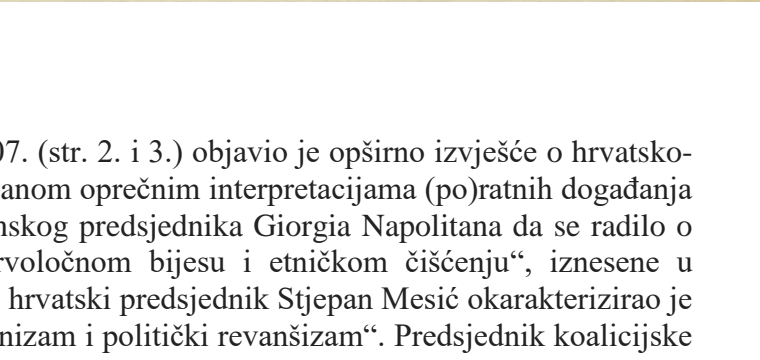 07. (str. 2. i 3.) objavio je opširno izvješće o hrvatsko-
anom oprečnim interpretacijama (po)ratnih događanja
nskog predsjednika Giorgia Napolitana da se radilo o
rvoločnom bijesu i etničkom čišćenju“, iznesene u
hrvatski predsjednik Stjepan Mesić okarakterizirao je
nizam i politički revanšizam“. Predsjednik koalicijske